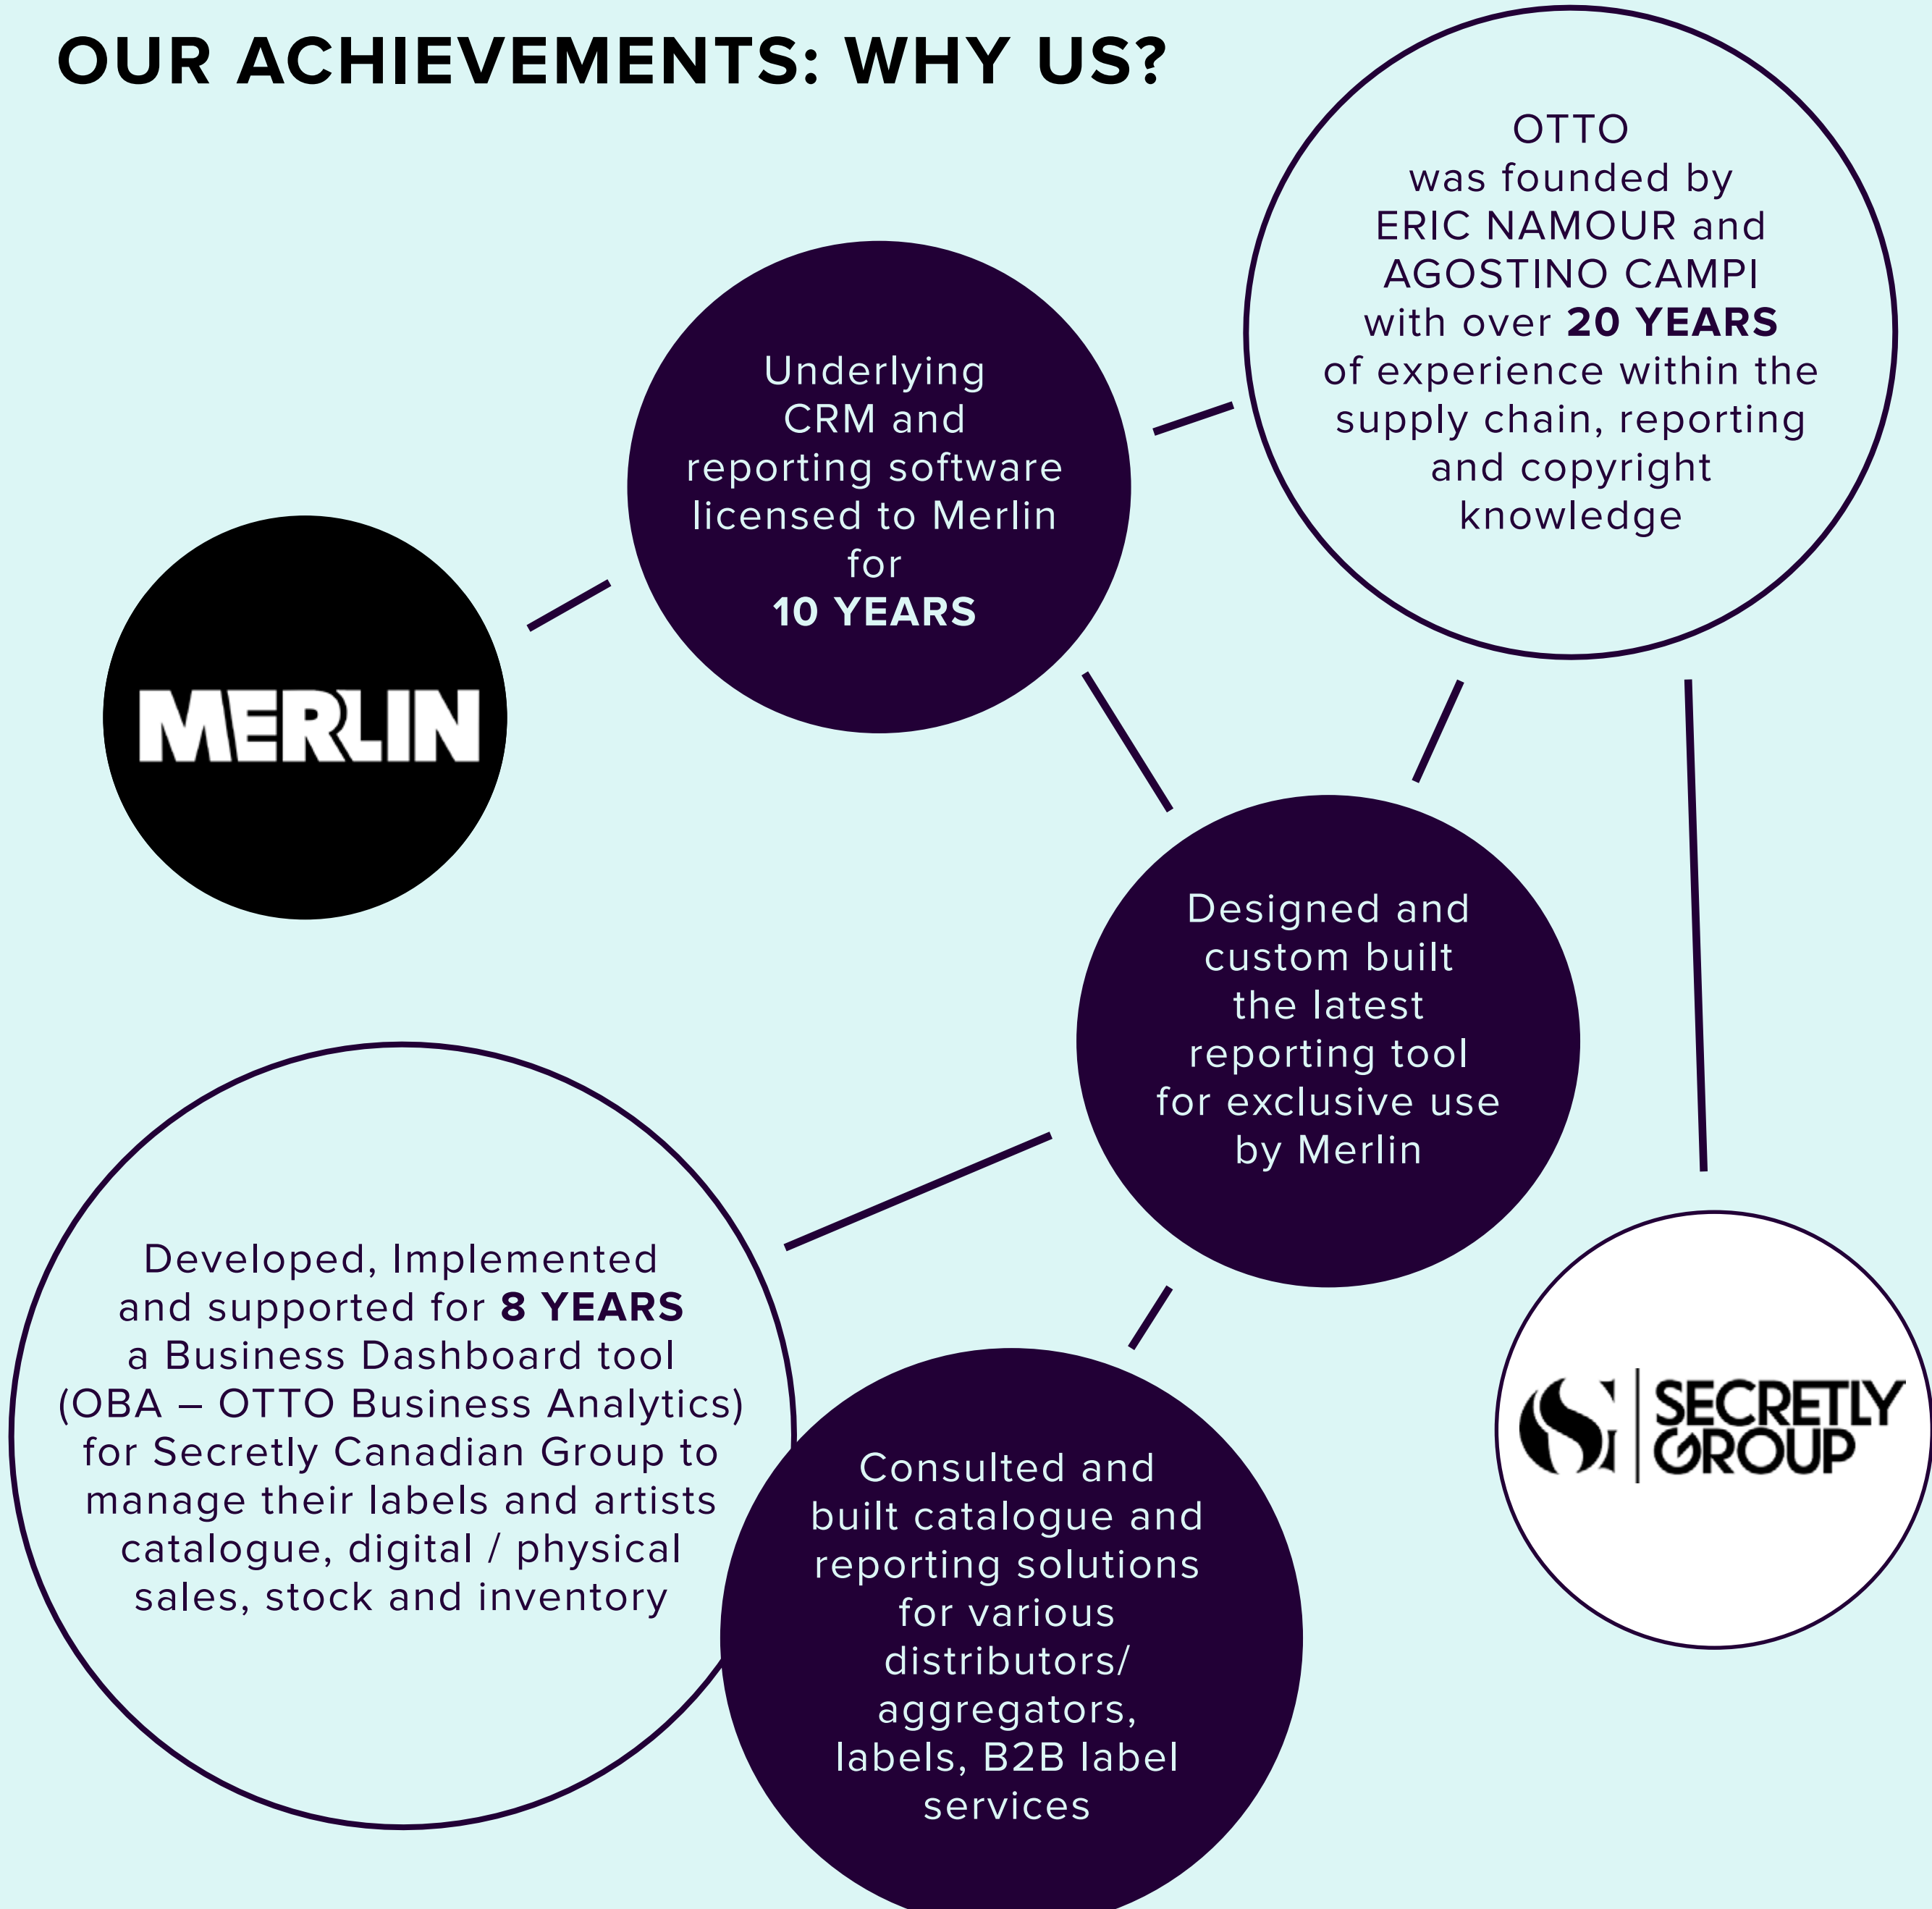 OUR ACHIEVEMENTS: WHY US?
OTTO
was founded by
ERIC NAMOUR and
AGOSTINO CAMPI
with over 20 YEARS
of experience within the
supply chain, reporting
and copyright
knowledge
Underlying
CRM and
reporting software
licensed to Merlin
for
10 YEARS
MERLIN
Designed and
custom built
the latest
reporting tool
for exclusive use
by Merlin
Developed, Implemented
and supported for 8 YEARS
a Business Dashboard tool
(OBA – OTTO Business Analytics)
for Secretly Canadian Group to
manage their labels and artists
catalogue, digital / physical
sales, stock and inventory
Consulted and
built catalogue and
reporting solutions
for various
distributors/
aggregators,
labels, B2B label
services
SECRETLY
GROUP